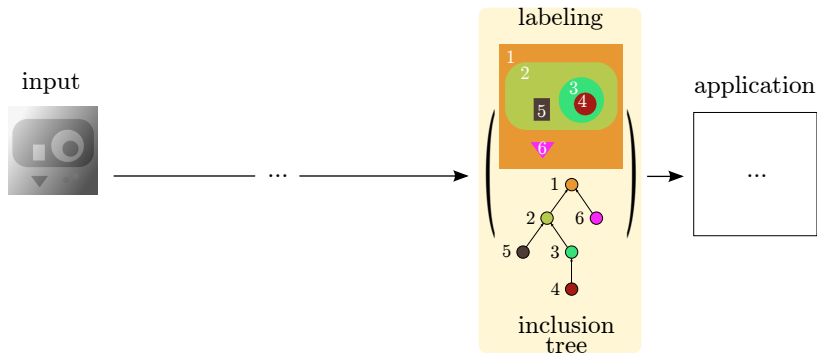 labeling
input
application
1
2
3
4
5
6
...
...
1
2
6
5
3
4
inclusion
tree